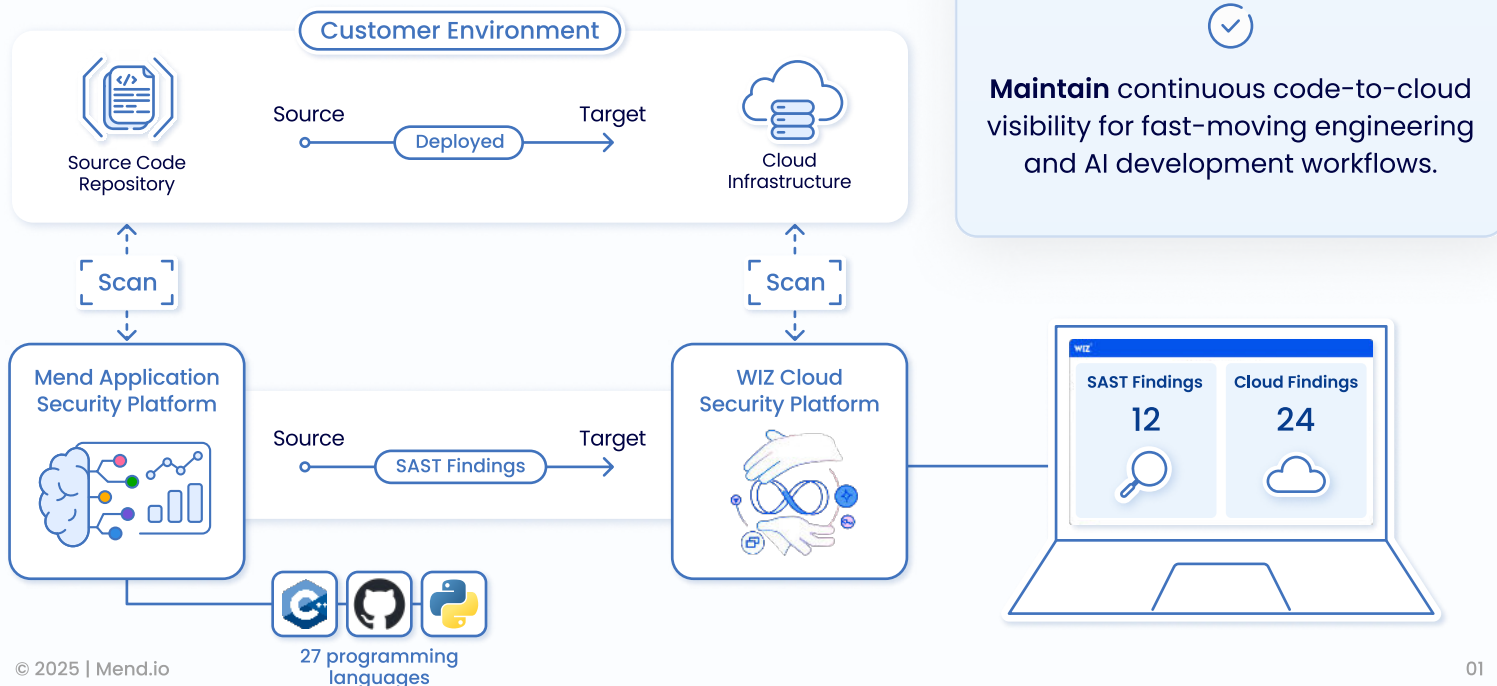 Customer Environment
Source Code
Repository
Source
Target
Deployed
Cloud
Infrastructure
Maintain continuous code-to-cloud
visibility for fast-moving engineering
and AI development workflows.
Scan
Scan
Mend Application
Security Platform
Source
Target
SAST Findings
WIZ Cloud
Security Platform
WIZ
SAST Findings
12
Cloud Findings
24
27 programming
languages
© 2025 | Mend.io
01